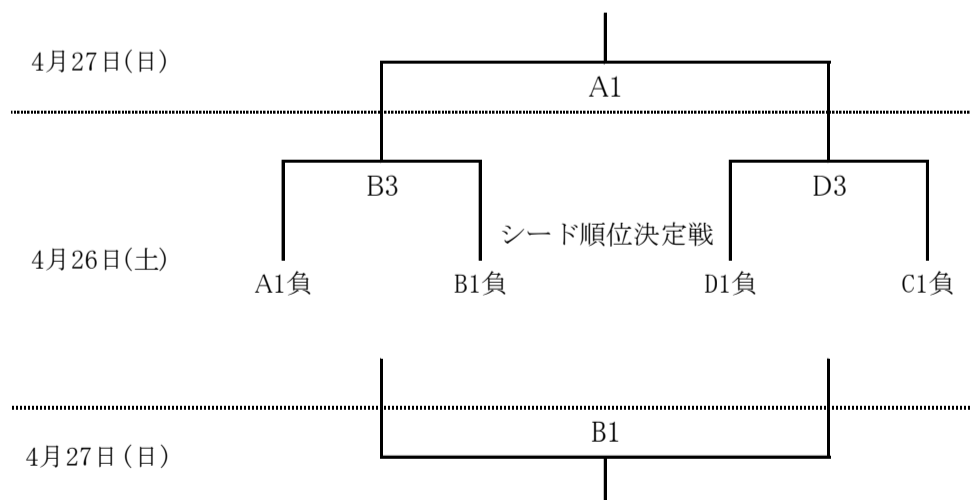 4月27日(日)
A1
B3
D3
シード順位決定戦
4月26日(土)
A1負
B1負
D1負
C1負
B1
4月27日(日)